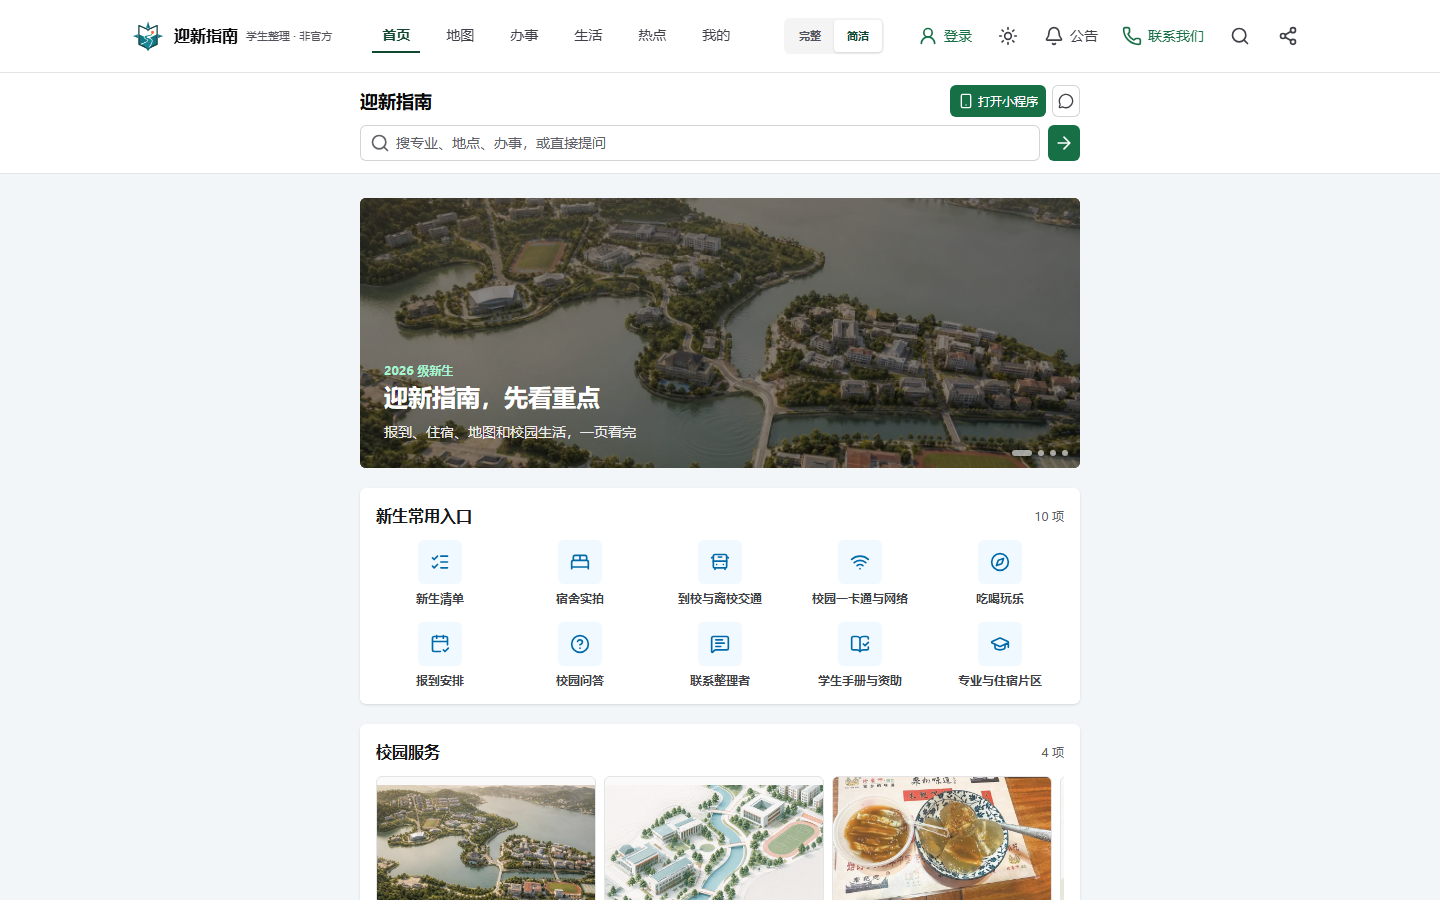 迎新指南 学生整理 · 非官方
首页 地图 办事 生活 热点 我的
完整 简洁
登录 公告 联系我们
迎新指南
打开小程序
搜专业、地点、办事，或直接提问
2026 级新生
迎新指南，先看重点
报到、住宿、地图和校园生活，一页看完
新生常用入口
10 项
新生清单 宿舍实拍 到校与离校交通 校园一卡通与网络 吃喝玩乐
报到安排 校园问答 联系整理者 学生手册与资助 专业与住宿片区
校园服务
4 项